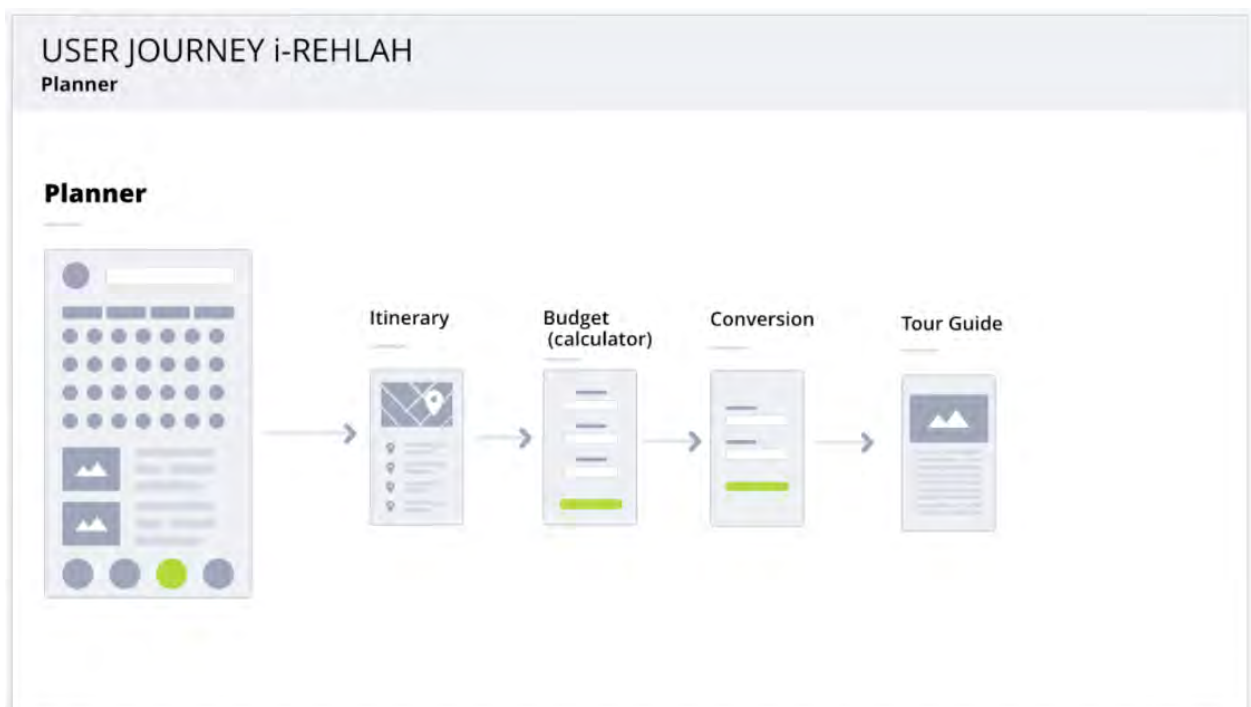 USER JOURNEY i-REHLAH
Planner
Planner
Itinerary
Budget
(calculator)
Conversion
Tour Guide